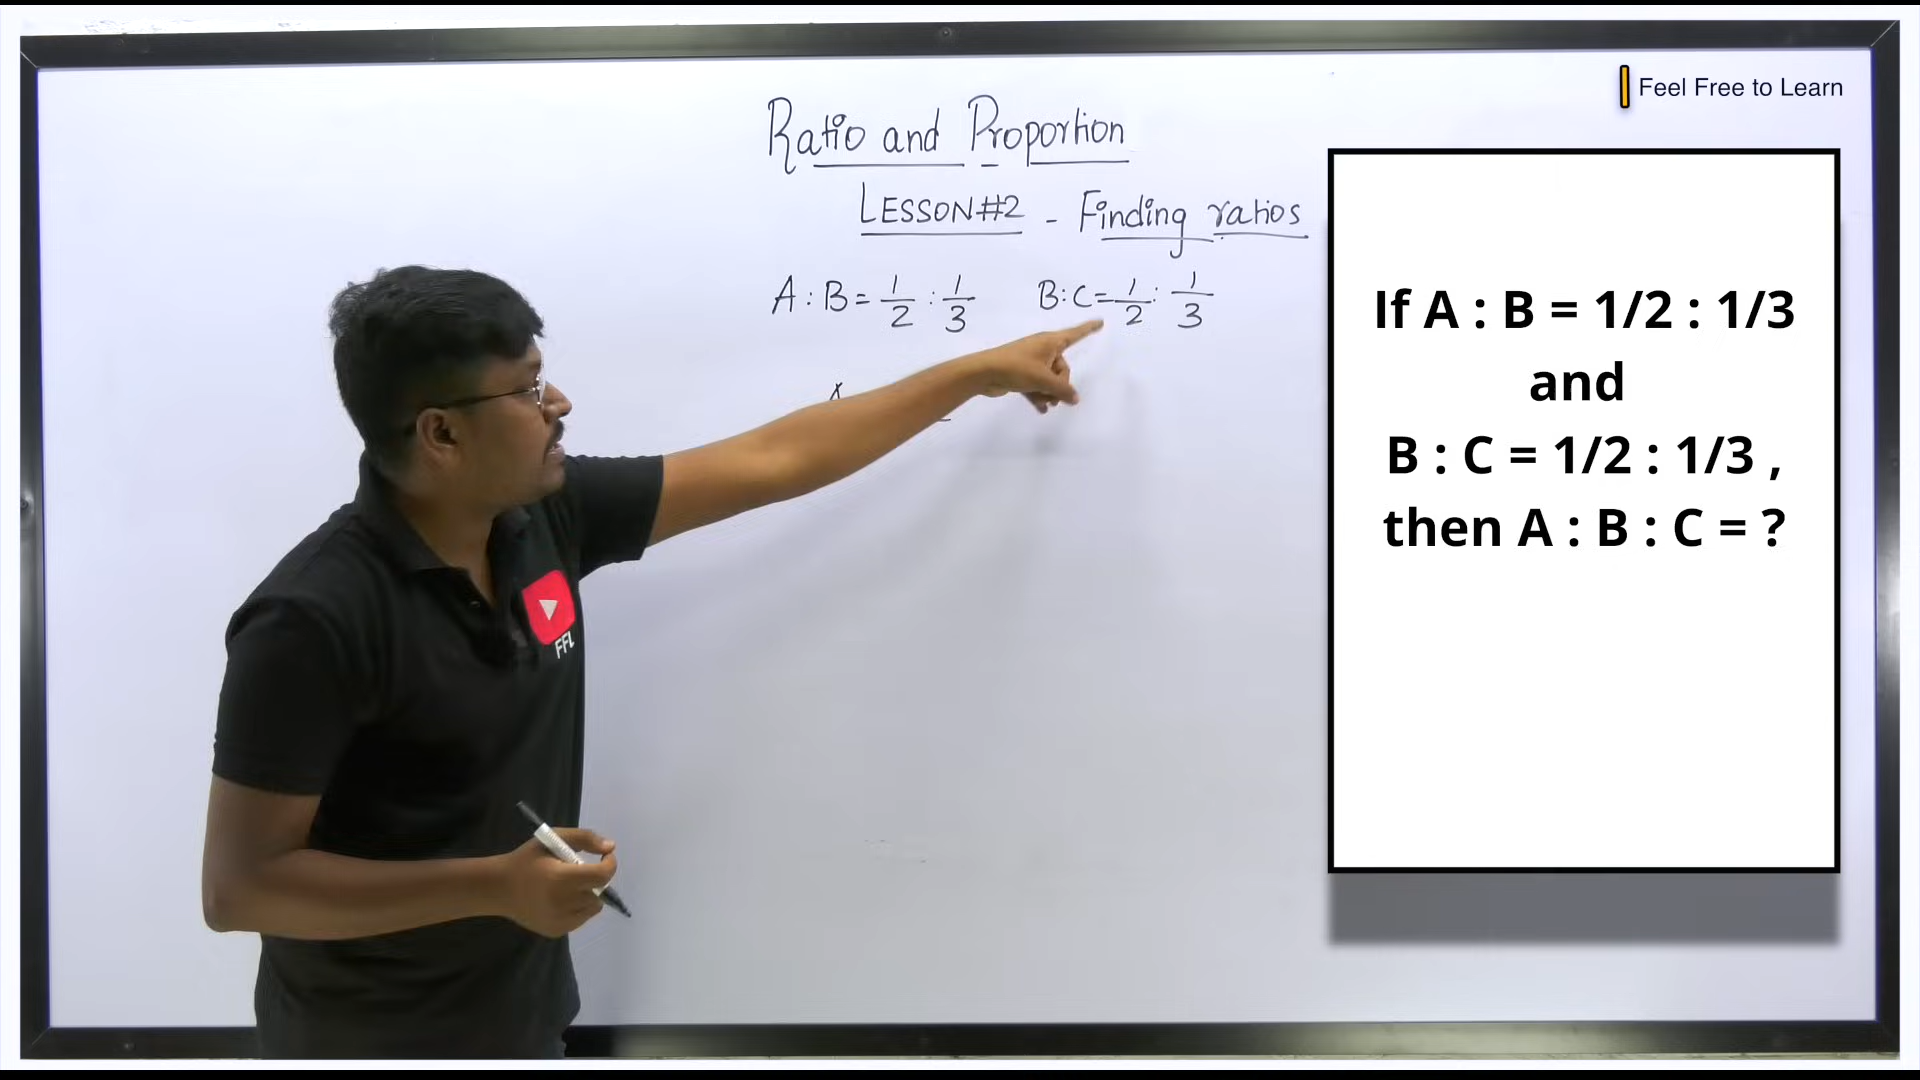 Feel Free to Learn
Ratio and Proportion
LESSON#2 - Finding ratios
A : B = 1/2 : 1/3 B:C= 1/2 : 1/3
If A : B = 1/2 : 1/3
and
B : C = 1/2 : 1/3 ,
then A : B : C = ?
FFL